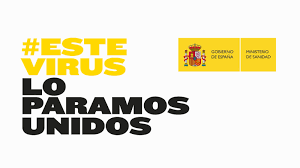 #ESTE
VIRUS
LO
PARAMOS
UNIDOS
GOBIERNO
DE ESPAÑA
MINISTERIO
DE SANIDAD